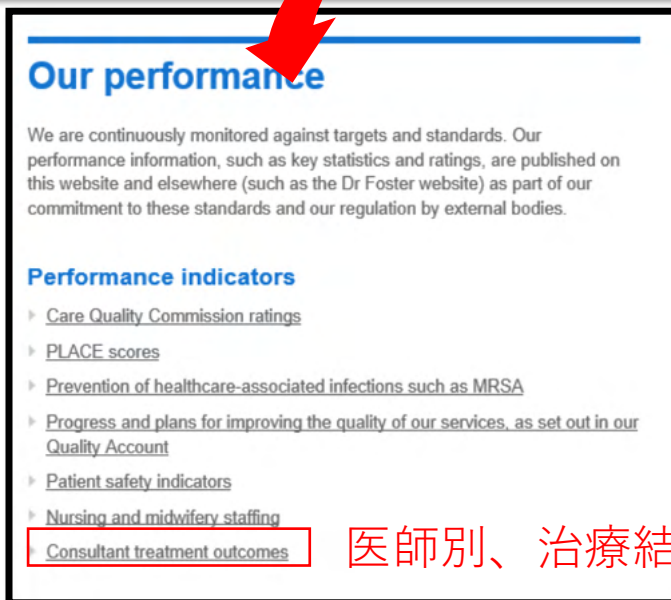 Our performance
We are continuously monitored against targets and standards. Our
performance information, such as key statistics and ratings, are published on
this website and elsewhere (such as the Dr Foster website) as part of our
commitment to these standards and our regulation by external bodies.
Performance indicators
Care Quality Commission ratings
PLACE scores
Prevention of healthcare-associated infections such as MRSA
Progress and plans for improving the quality of our services, as set out in our
Quality Account
Patient safety indicators
Nursing and midwifery staffing
Consultant treatment outcomes 医師別、治療結